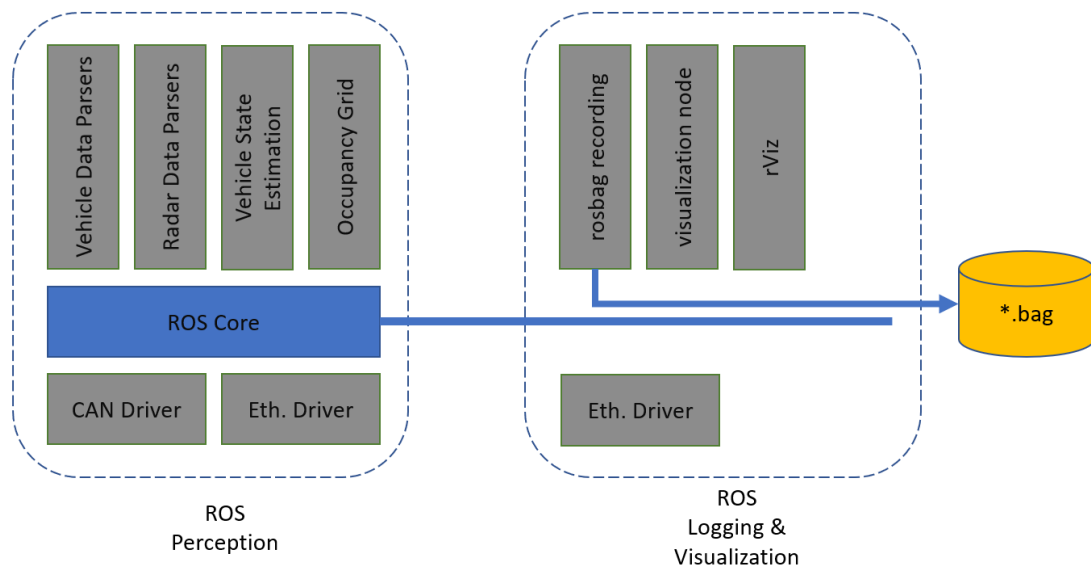 Vehicle Data Parsers
Radar Data Parsers
Vehicle State
Estimation
Occupancy Grid
ROS Core
CAN Driver
Eth. Driver
ROS
Perception
rosbag recording
visualization node
rViz
Eth. Driver
ROS
Logging &
Visualization
*.bag